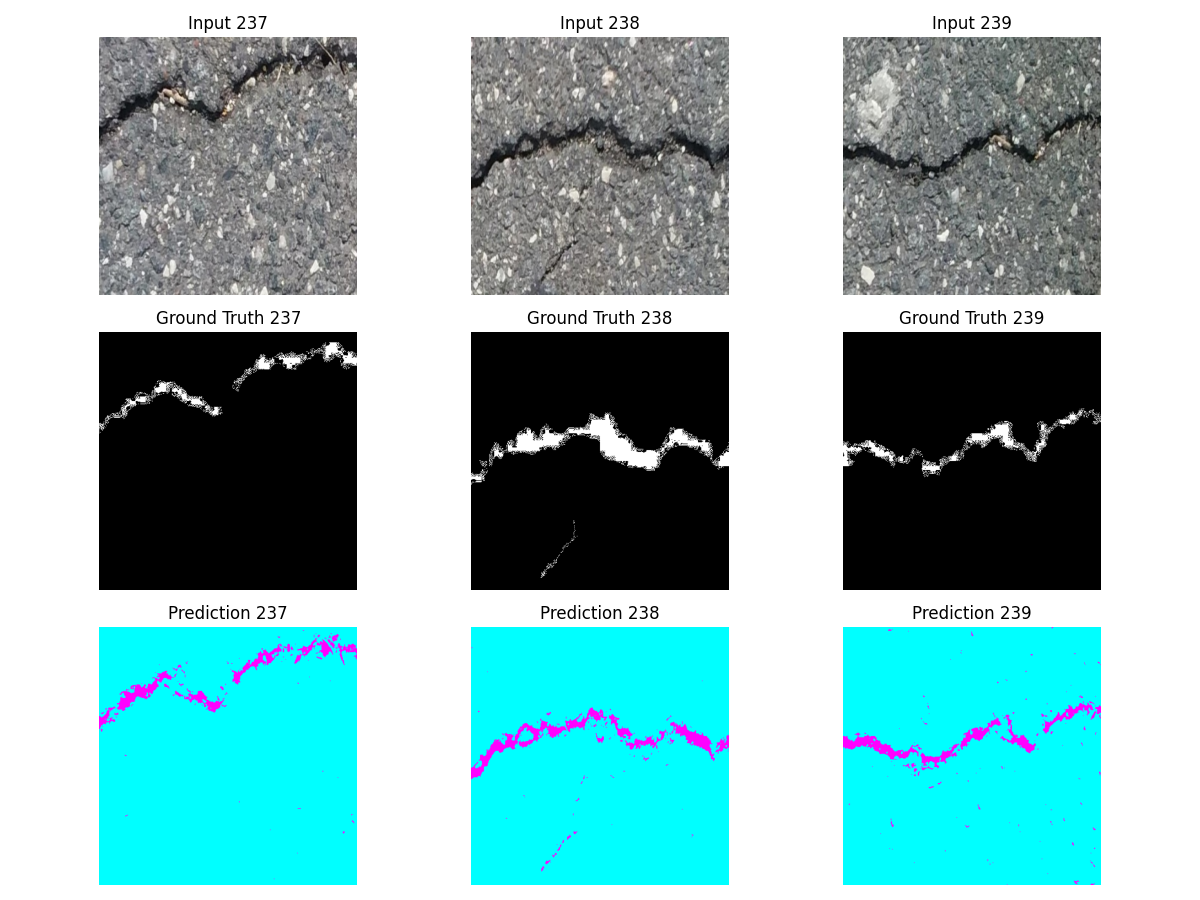 Input 237
Input 238
Input 239
Ground Truth 237
Ground Truth 238
Ground Truth 239
Prediction 237
Prediction 238
Prediction 239